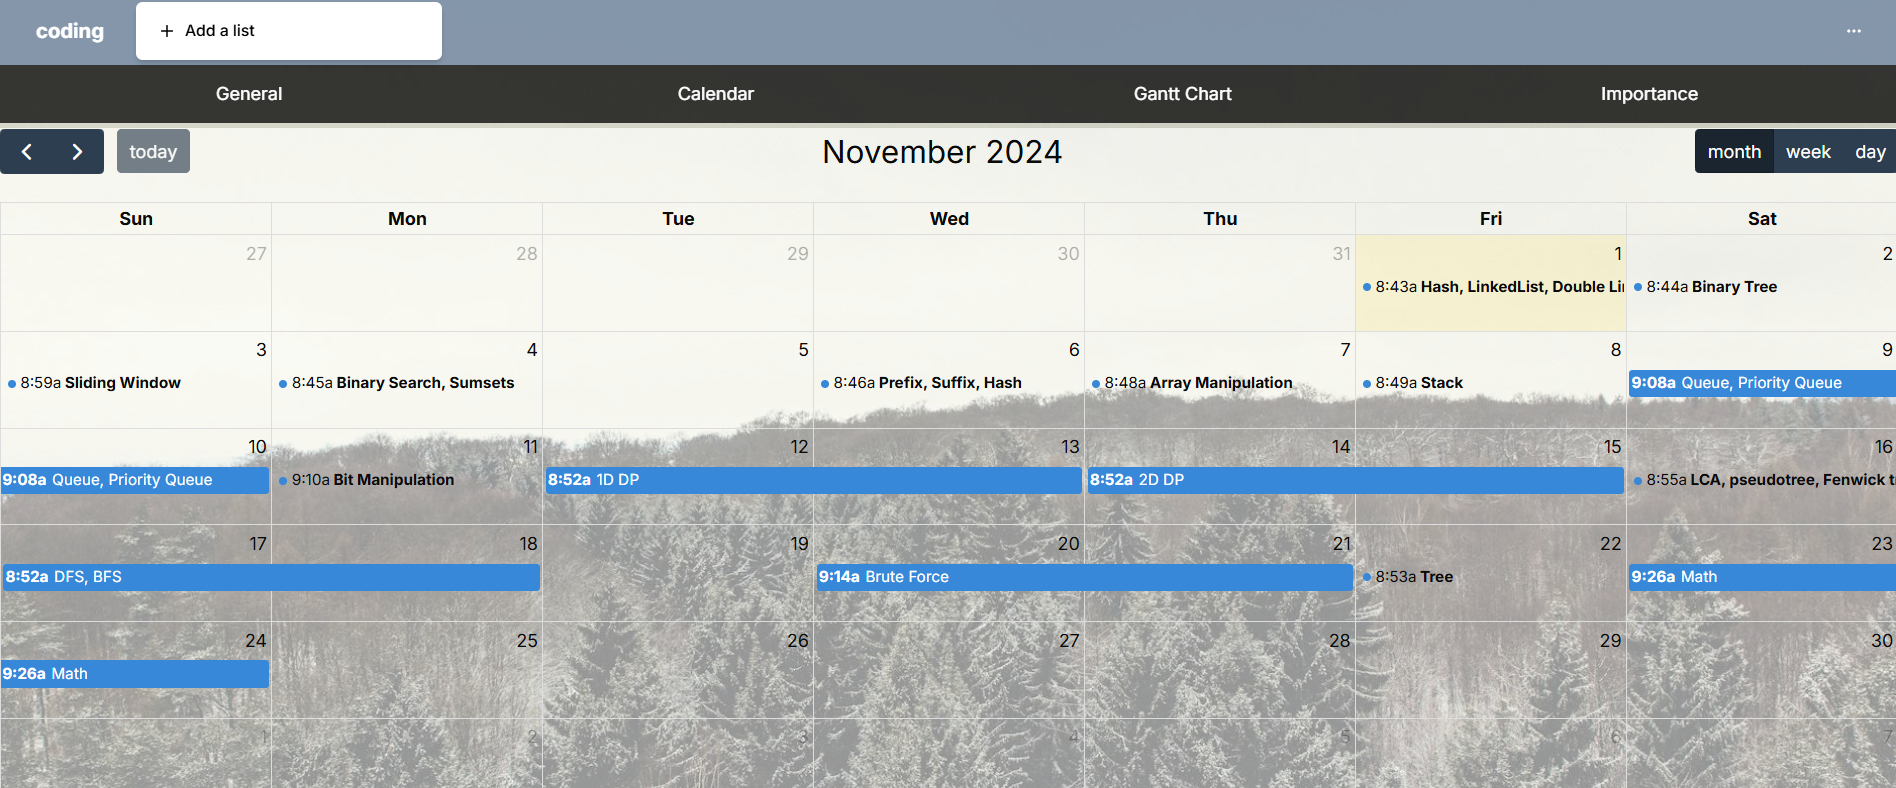 coding
+ Add a list
...
General Calendar Gantt Chart Importance
today November 2024 month week day
Sun Mon Tue Wed Thu Fri Sat
27 28 29 30 31 1 2
8:43a Hash, LinkedList, Double 8:44a Binary Tree
3 4 5 6 7 8 9
8:59a Sliding Window 8:45a Binary Search, Sumsets 8:46a Prefix, Suffix, Hash 8:48a Array Manipulation 8:49a Stack 9:08a Queue, Priority Queue
10 11 12 13 14 15 16
9:08a Queue, Priority Queue 9:10a Bit Manipulation 8:52a 1D DP 8:52a 2D DP 8:55a LCA, pseudotree, Fenwick
17 18 19 20 21 22 23
8:52a DFS, BFS 9:14a Brute Force 8:53a Tree 9:26a Math
24 25 26 27 28 29 30
9:26a Math
1 2 3 4 5 6 7